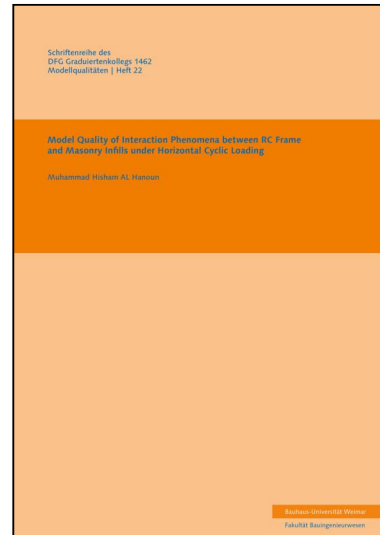 Schriftenreihe des
DFG Graduiertenkollegs 1462
Modellqualitäten | Heft 22
Model Quality of Interaction Phenomena between RC Frame
and Masonry Infills under Horizontal Cyclic Loading
Muhammad Hisham AL Hanoun
Bauhaus-Universität Weimar
Fakultät Bauingenieurwesen